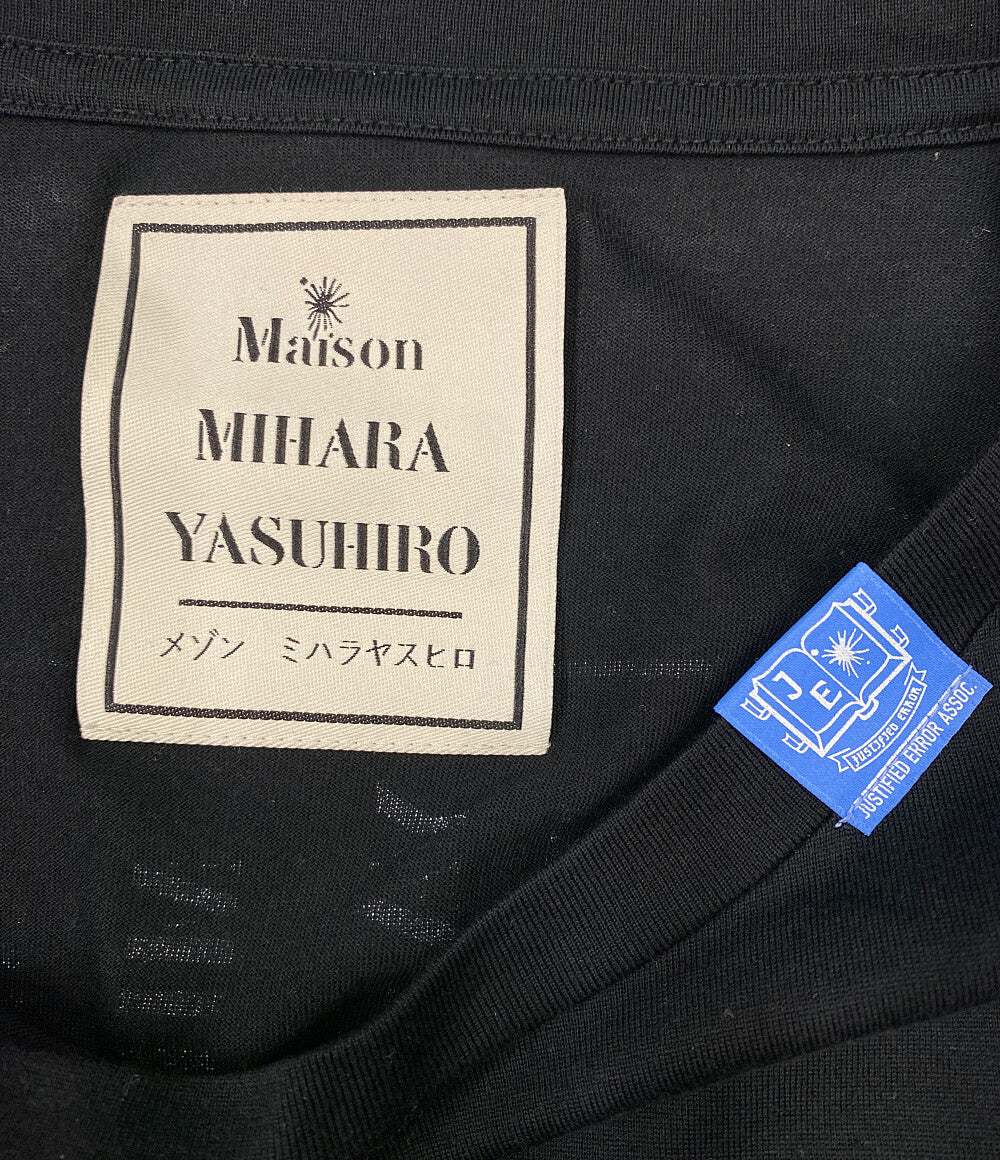 Maison
MIHARA
YASUHIRO
メゾン ミハラヤスヒロ
J E
JUSTIFIED ERROR
JUSTIFIED ERROR ASSOC.